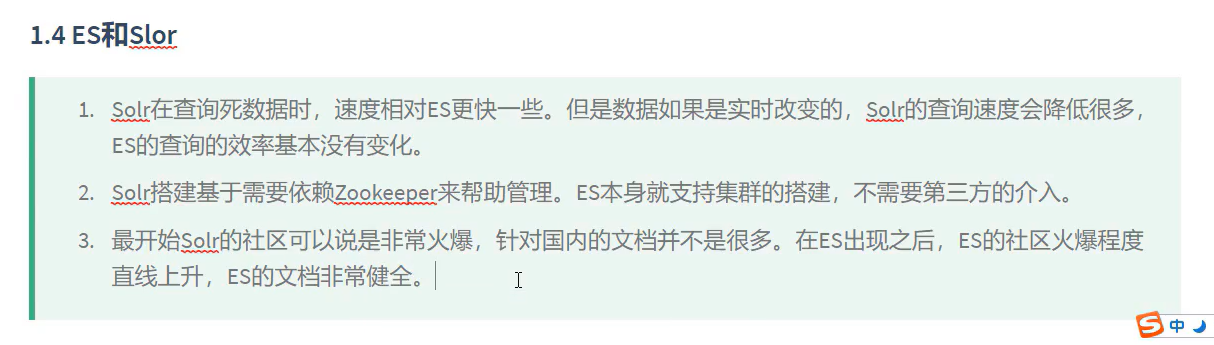 1.4 ES和Slor
1. Solr在查询死数据时，速度相对ES更快一些。但是数据如果是实时改变的，Solr的查询速度会降低很多，
ES的查询的效率基本没有变化。
2. Solr搭建基于需要依赖Zookeeper来帮助管理。ES本身就支持集群的搭建，不需要第三方的介入。
3. 最开始Solr的社区可以说是非常火爆，针对国内的文档并不是很多。在ES出现之后，ES的社区火爆程度
直线上升，ES的文档非常健全。
S 中